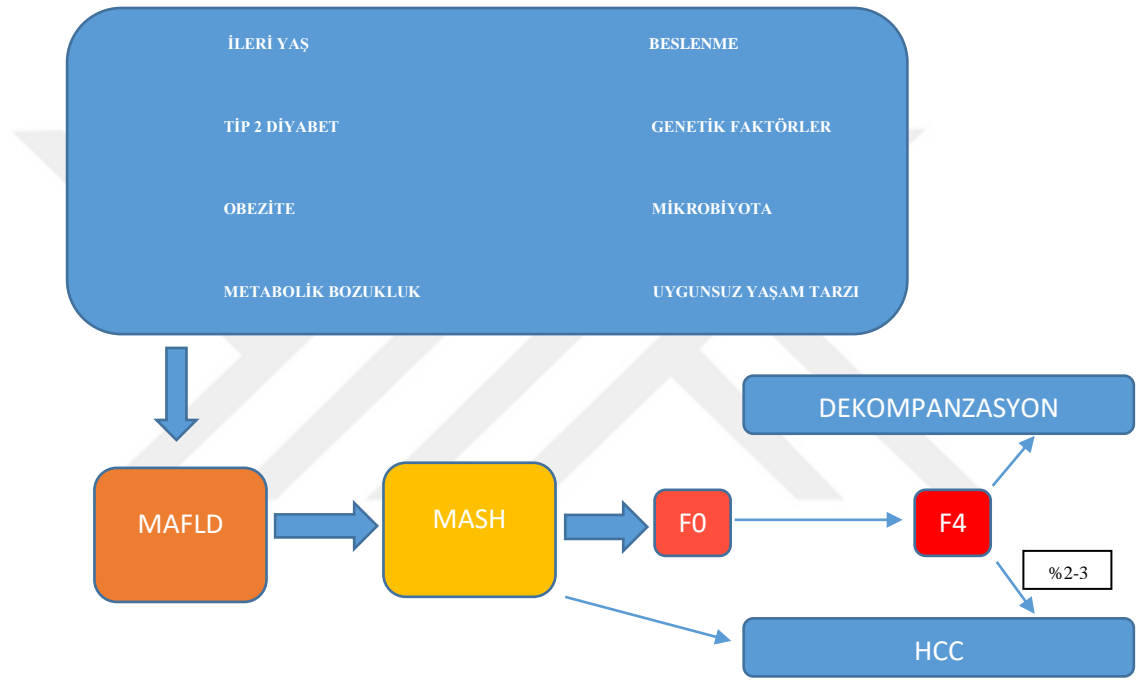 İLERİ YAŞ
BESLENME
TİP 2 DİYABET
GENETİK FAKTÖRLER
OBEZİTE
MİKROBİYOTA
METABOLİK BOZUKLUK
UYGUNSUZ YAŞAM TARZI
DEKOMPANZASYON
MAFLD
MASH
F0
F4
%2-3
HCC